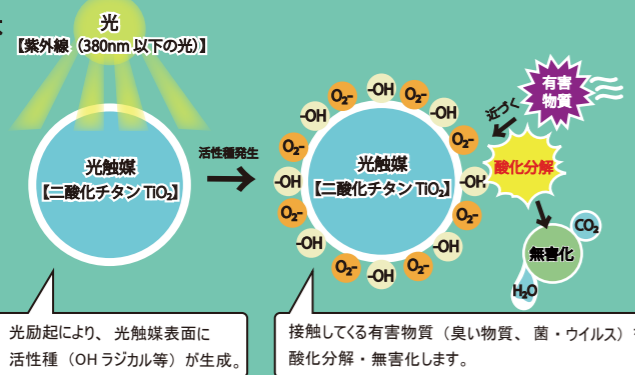 光
【紫外線（380nm 以下の光）】
光触媒
【二酸化チタン TiO₂】
活性種発生
光触媒
【二酸化チタン TiO₂】
-OH
O₂-
-OH
O₂-
-OH
O₂-
-OH
O₂-
-OH
O₂-
-OH
O₂-
-OH
O₂-
-OH
O₂-
-OH
O₂-
有害
物質
近づく
酸化分解
無害化
CO₂
H₂O
光励起により、光触媒表面に
活性種（OH ラジカル等）が生成。
接触してくる有害物質（臭い物質、菌・ウイルス）
酸化分解・無害化します。